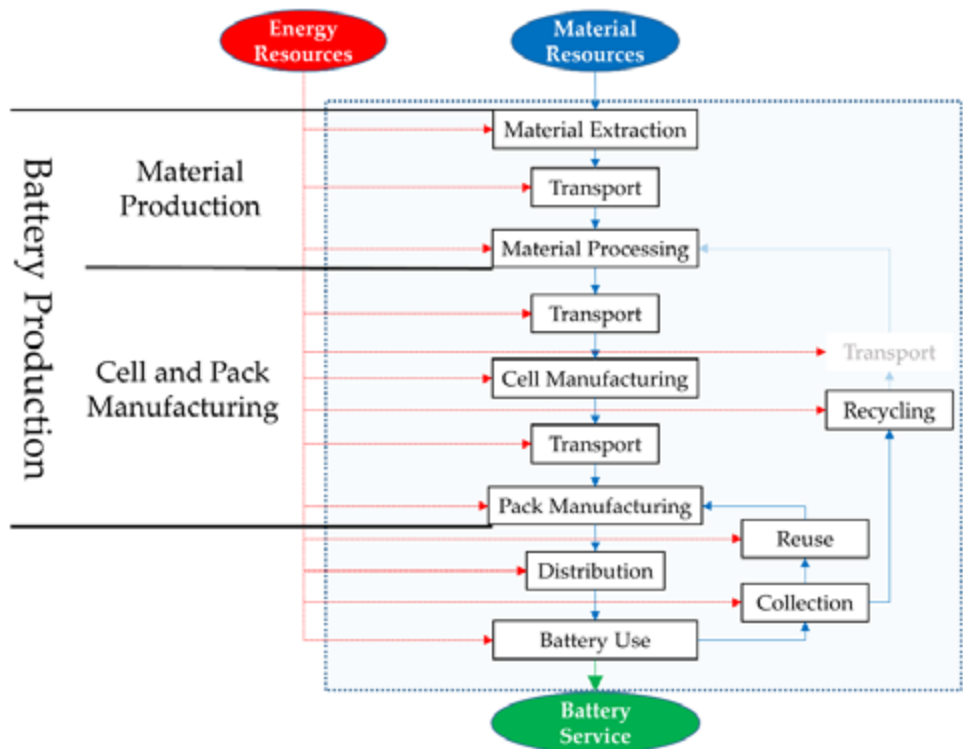 Energy
Resources
Material
Resources
Battery Production
Material
Production
Material Extraction
Transport
Material Processing
Transport
Cell and Pack
Manufacturing
Cell Manufacturing
Transport
Transport
Recycling
Pack Manufacturing
Reuse
Distribution
Collection
Battery Use
Battery
Service